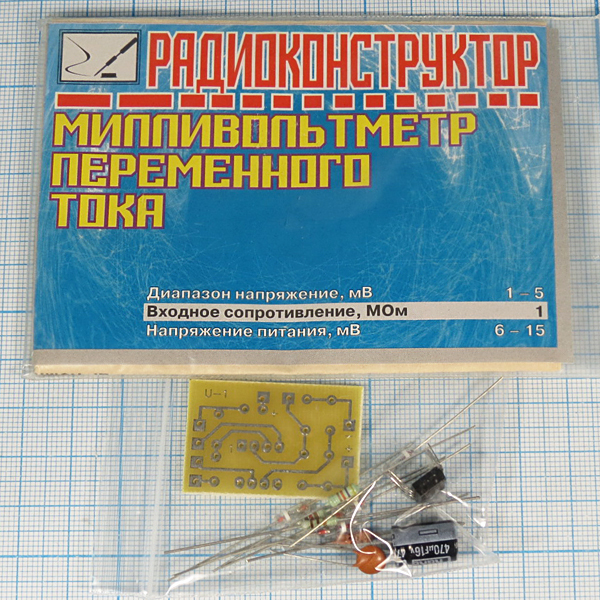 РАДИОКОНСТРУКТОР
МИЛЛИВОЛЬТМЕТР
ПЕРЕМЕННОГО
ТОКА
Диапазон напряжение, мВ 1 – 5
Входное сопротивление, МОм 1
Напряжение питания, мВ 6 – 15
U-1
470µF16v